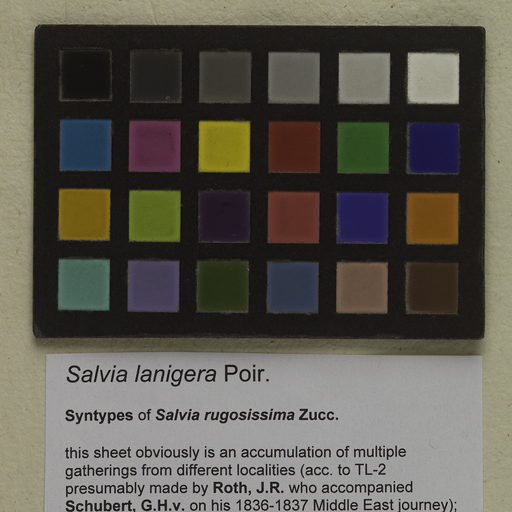 Salvia lanigera Poir.
Syntypes of Salvia rugosissima Zucc.
this sheet obviously is an accumulation of multiple
gatherings from different localities (acc. to TL-2
presumably made by Roth, J.R. who accompanied
Schubert, G.H.v. on his 1836-1837 Middle East journey);